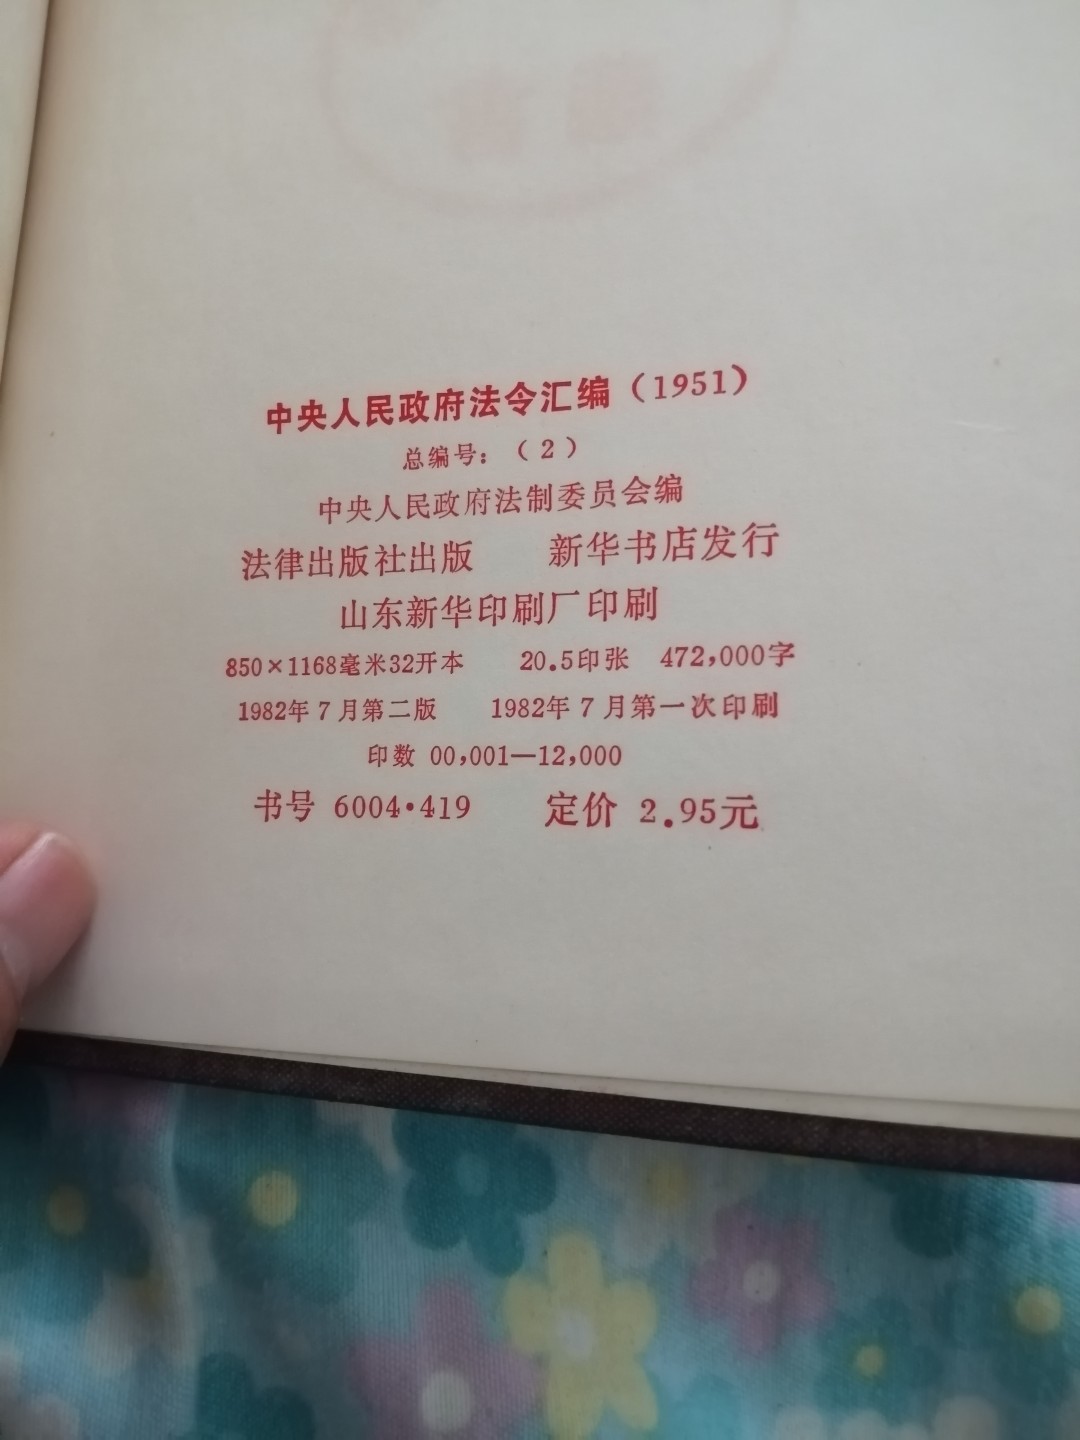 中央人民政府法令汇编（1951）
总编号：（2）
中央人民政府法制委员会编
法律出版社出版 新华书店发行
山东新华印刷厂印刷
850×1168毫米32开本 20.5印张 472,000字
1982年7月第二版 1982年7月第一次印刷
印数 00,001—12,000
书号 6004·419 定价 2.95元